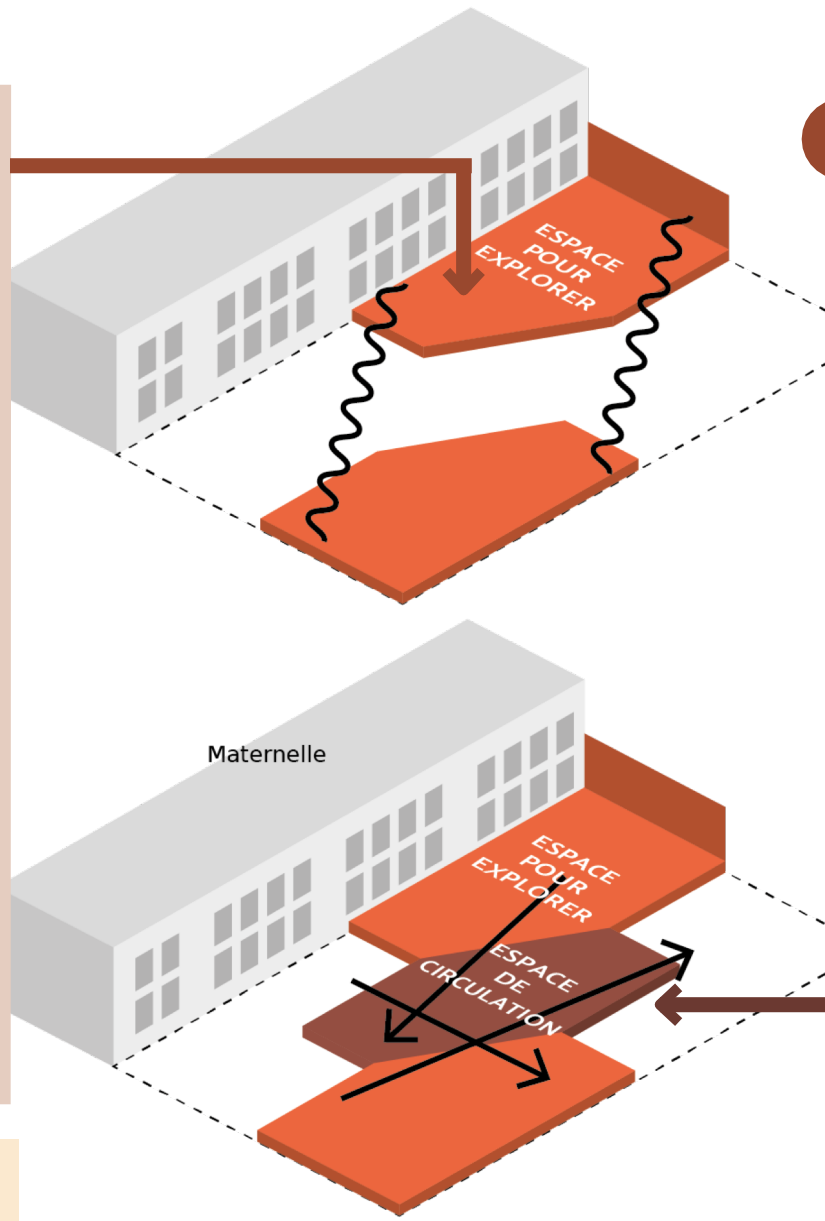 ESPACE
POUR
EXPLORER
Maternelle
ESPACE
POUR
EXPLORER
ESPACE
DE
CIRCULATION